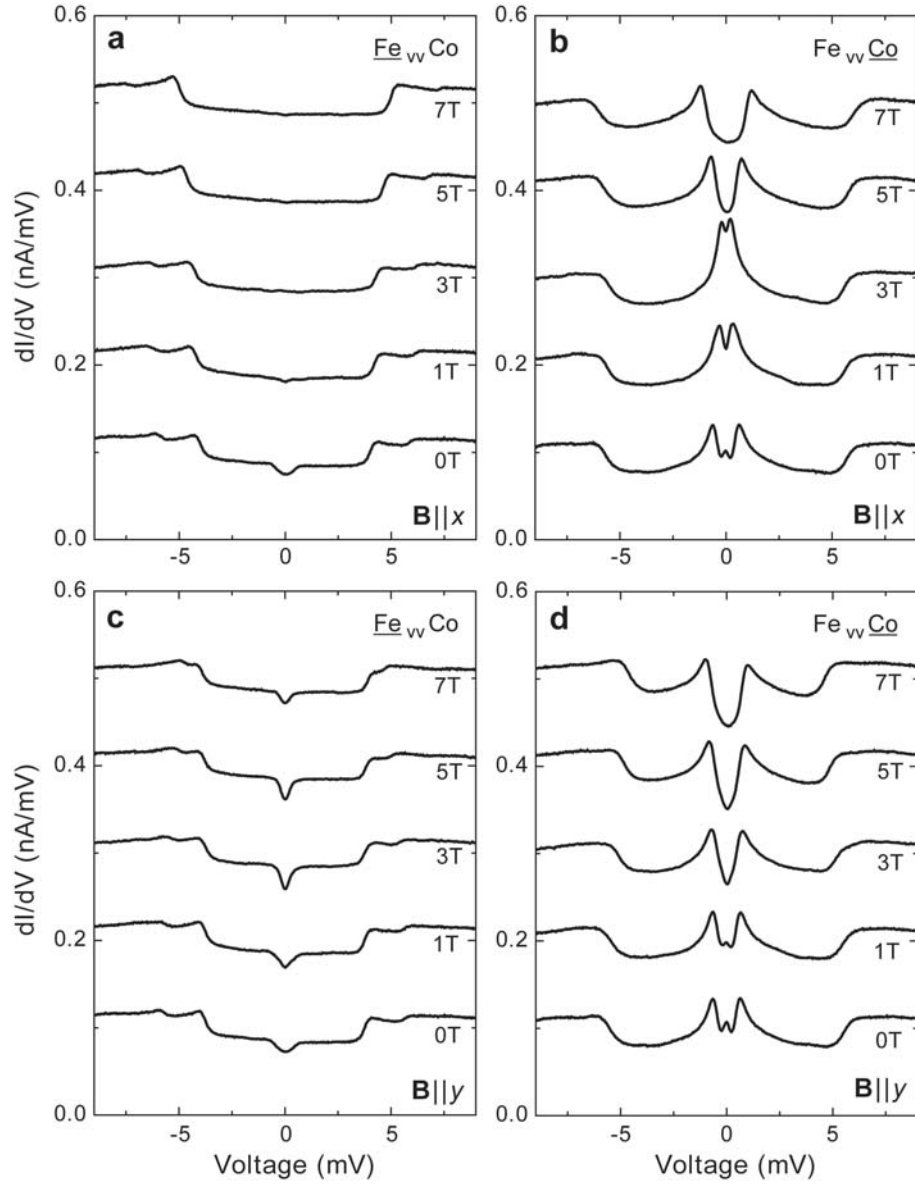 a
Fe vv Co
7T
5T
3T
1T
0T
B||x
dI/dV (nA/mV)
0.6
0.4
0.2
0.0
-5
0
5
b
Fe vv Co
7T
5T
3T
1T
0T
B||x
0.6
0.4
0.2
0.0
-5
0
5
c
Fe vv Co
7T
5T
3T
1T
0T
B||y
dI/dV (nA/mV)
0.6
0.4
0.2
0.0
-5
0
5
Voltage (mV)
d
Fe vv Co
7T
5T
3T
1T
0T
B||y
0.6
0.4
0.2
0.0
-5
0
5
Voltage (mV)